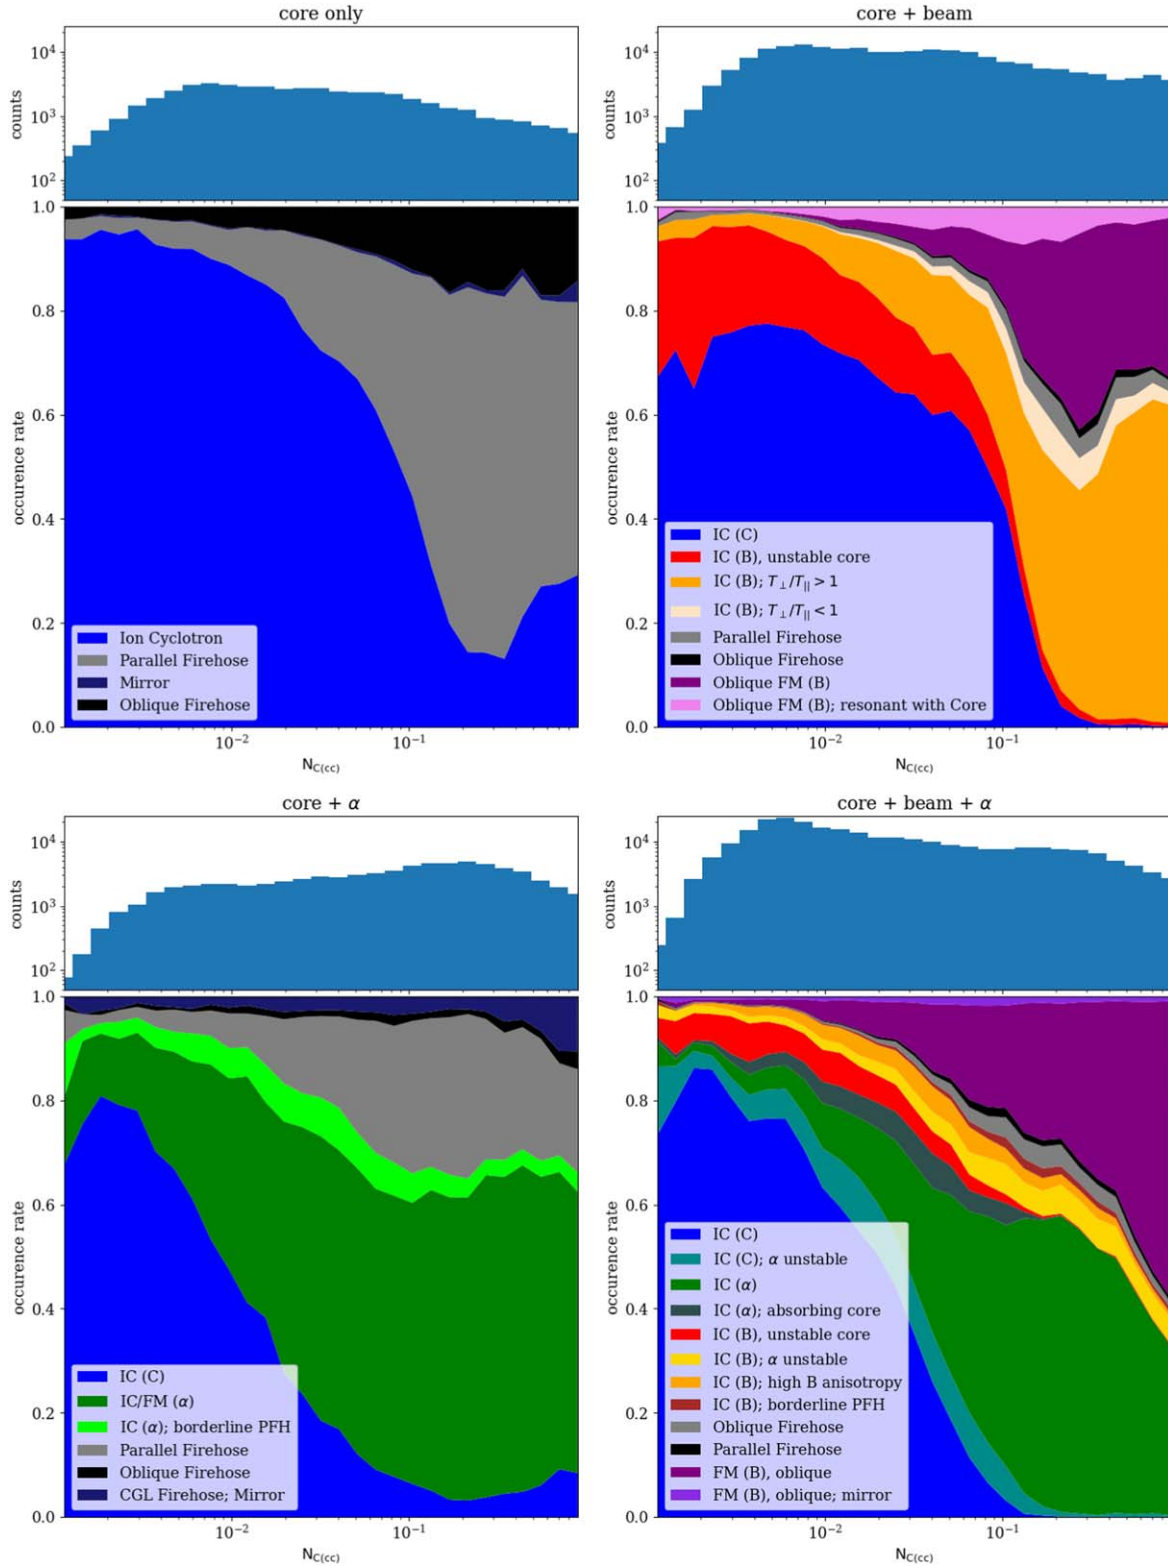 core only
counts
10⁴
10³
10²
occurence rate
1.0
0.8
0.6
0.4
0.2
0.0
Ion Cyclotron
Parallel Firehose
Mirror
Oblique Firehose
10⁻²
10⁻¹
N_C(cc)
core + beam
counts
10⁴
10³
10²
occurence rate
1.0
0.8
0.6
0.4
0.2
0.0
IC (C)
IC (B), unstable core
IC (B); T⊥/T|| > 1
IC (B); T⊥/T|| < 1
Parallel Firehose
Oblique Firehose
Oblique FM (B)
Oblique FM (B); resonant with Core
10⁻²
10⁻¹
N_C(cc)
core + α
counts
10⁴
10³
10²
occurence rate
1.0
0.8
0.6
0.4
0.2
0.0
IC (C)
IC/FM (α)
IC (α); borderline PFH
Parallel Firehose
Oblique Firehose
CGL Firehose; Mirror
10⁻²
10⁻¹
N_C(cc)
core + beam + α
counts
10⁴
10³
10²
occurence rate
1.0
0.8
0.6
0.4
0.2
0.0
IC (C)
IC (C); α unstable
IC (α)
IC (α); absorbing core
IC (B), unstable core
IC (B); α unstable
IC (B); high B anisotropy
IC (B); borderline PFH
Oblique Firehose
Parallel Firehose
FM (B), oblique
FM (B), oblique; mirror
10⁻²
10⁻¹
N_C(cc)